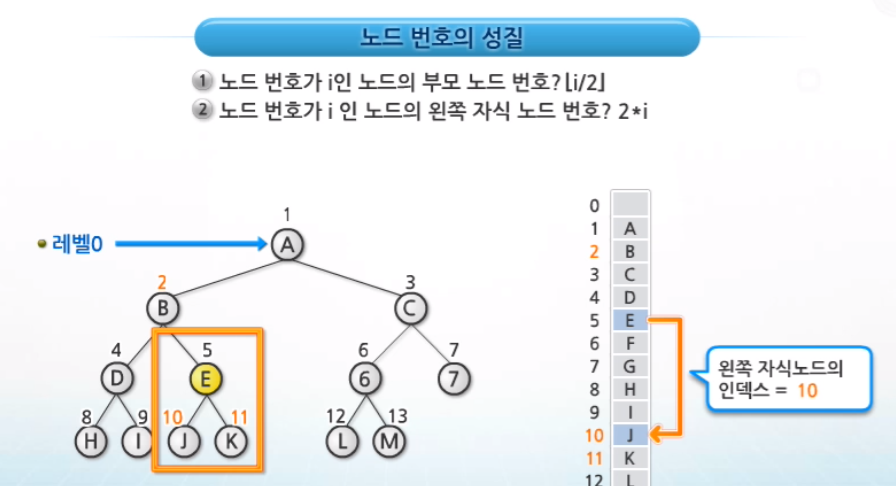 노드 번호의 성질
1 노드 번호가 i인 노드의 부모 노드 번호? ⌊i/2⌋
2 노드 번호가 i 인 노드의 왼쪽 자식 노드 번호? 2*i
레벨0
1
A
2 3
B C
4 5 6 7
D E 6 7
8 9 10 11 12 13
H I J K L M
0
1 A
2 B
3 C
4 D
5 E
6 F
7 G
8 H
9 I
10 J
11 K
12 L
왼쪽 자식노드의
인덱스 = 10